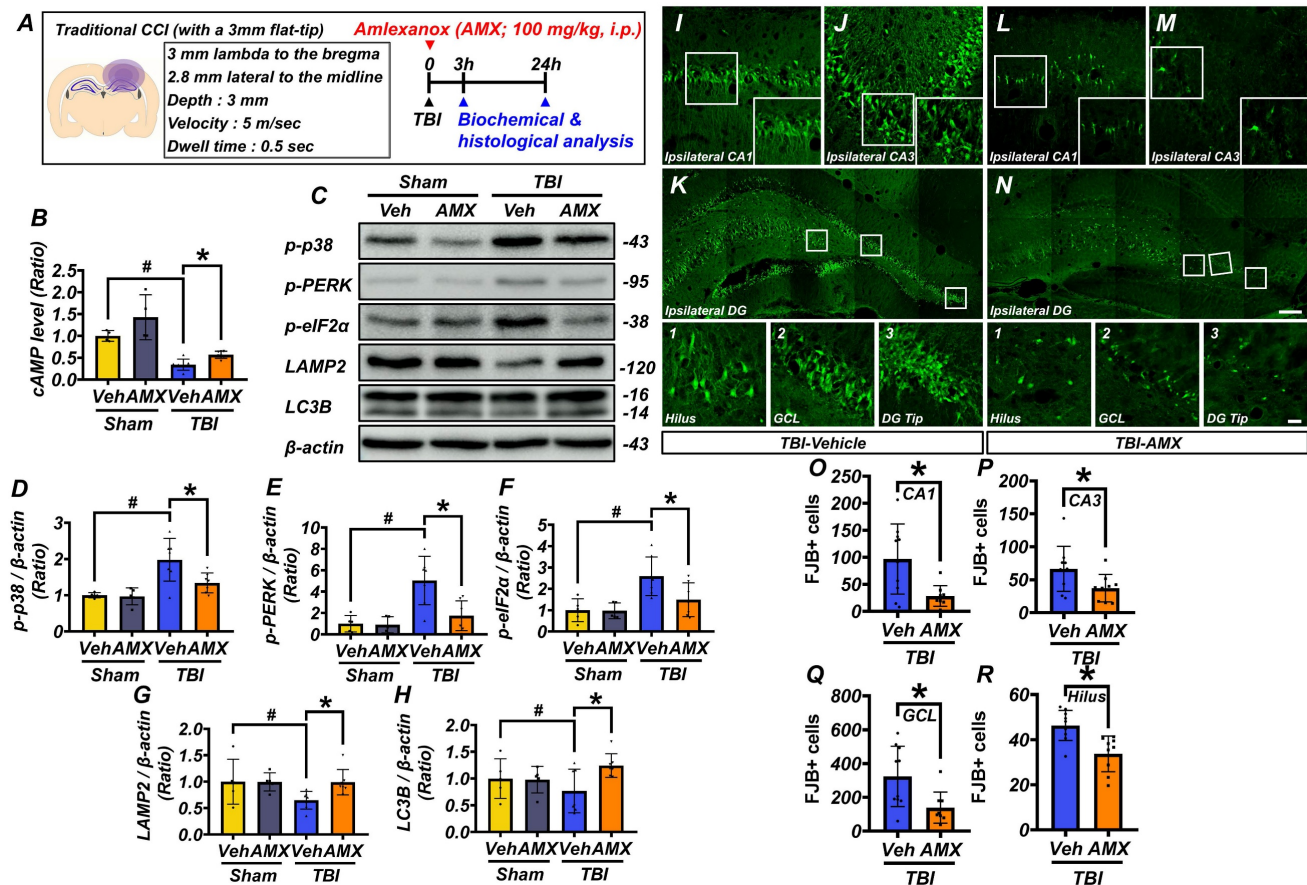 A
Traditional CCI (with a 3mm flat-tip)
3 mm lambda to the bregma
2.8 mm lateral to the midline
Depth : 3 mm
Velocity : 5 m/sec
Dwell time : 0.5 sec
Amlexanox (AMX; 100 mg/kg, i.p.)
0 3h 24h
TBI
Biochemical &
histological analysis
B
cAMP level (Ratio)
2.5
2.0
1.5
1.0
0.5
0.0
# *
Veh AMX Veh AMX
Sham TBI
C
Sham TBI
Veh AMX Veh AMX
p-p38 -43
p-PERK -95
p-eIF2α -38
LAMP2 -120
LC3B -16
-14
β-actin -43
D
p-p38 / β-actin
(Ratio)
4
3
2
1
0
# *
Veh AMX Veh AMX
Sham TBI
E
p-PERK / β-actin
(Ratio)
10
8
6
4
2
0
# *
Veh AMX Veh AMX
Sham TBI
F
p-eIF2α / β-actin
(Ratio)
5
4
3
2
1
0
# *
Veh AMX Veh AMX
Sham TBI
G
LAMP2 / β-actin
(Ratio)
2.0
1.5
1.0
0.5
0.0
# *
Veh AMX Veh AMX
Sham TBI
H
LC3B / β-actin
(Ratio)
2.0
1.5
1.0
0.5
0.0
# *
Veh AMX Veh AMX
Sham TBI
I
Ipsilateral CA1
J
Ipsilateral CA3
L
Ipsilateral CA1
M
Ipsilateral CA3
K
Ipsilateral DG
N
Ipsilateral DG
1
Hilus
2
GCL
3
DG Tip
1
Hilus
2
GCL
3
DG Tip
TBI-Vehicle
TBI-AMX
O
FJB+ cells
250
200
150
100
50
0
*
CA1
Veh AMX
TBI
P
FJB+ cells
200
150
100
50
0
*
CA3
Veh AMX
TBI
Q
FJB+ cells
800
600
400
200
0
*
GCL
Veh AMX
TBI
R
FJB+ cells
60
40
20
0
*
Hilus
Veh AMX
TBI